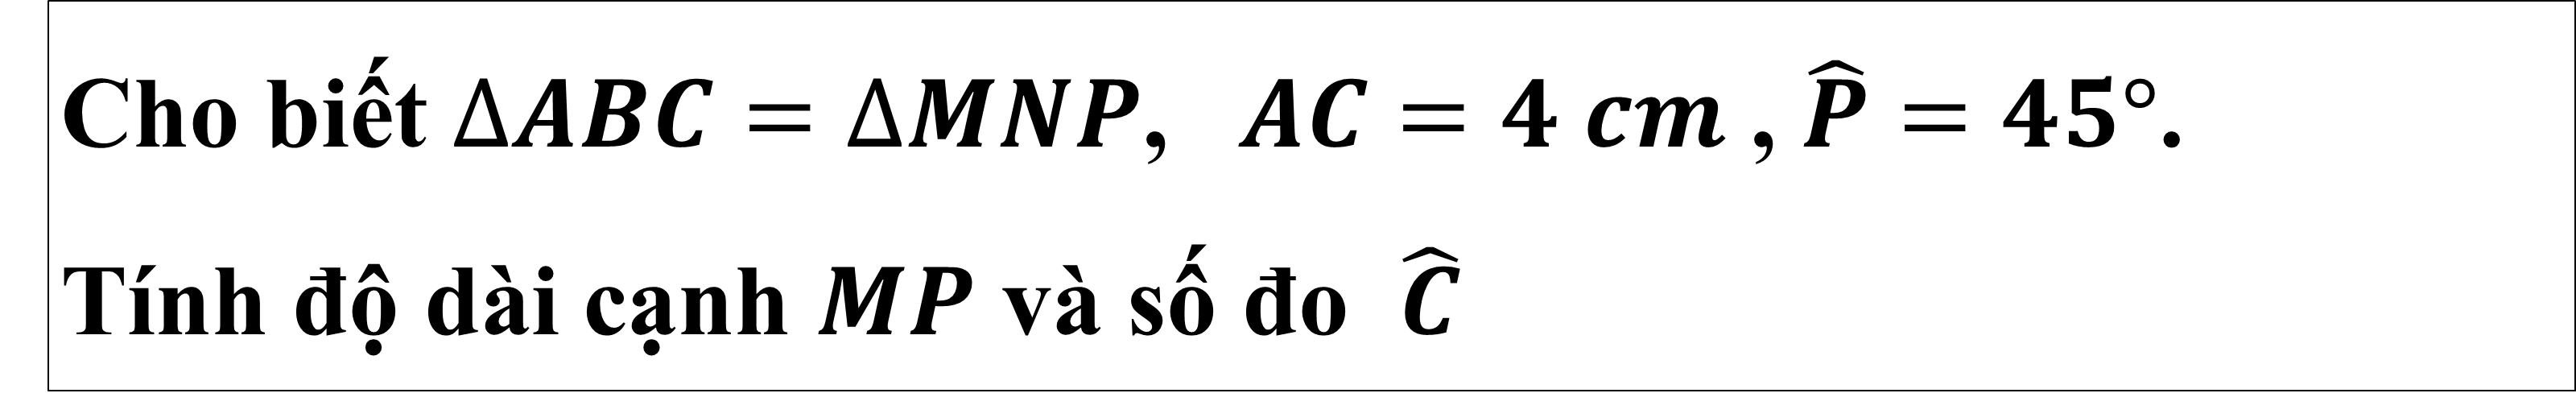 Cho biết ΔABC = ΔMNP, AC = 4 cm , P̂ = 45°.
Tính độ dài cạnh MP và số đo Ĉ